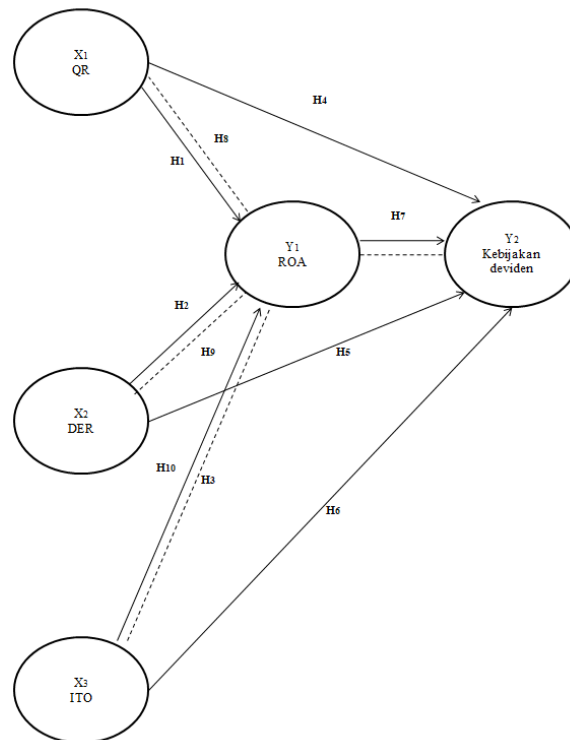 X1
QR
H4
H8
H1
H7
Y1
ROA
Y2
Kebijakan
deviden
H2
H9
H5
X2
DER
H10
H3
H6
X3
ITO